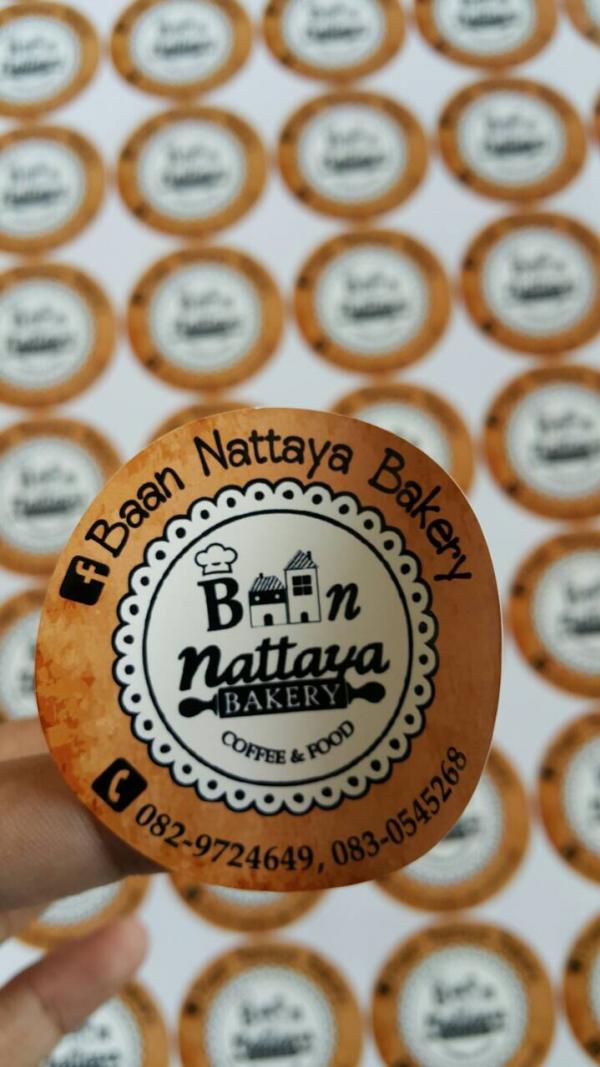 Baan Nattaya Bakery
Baan
nattaya
BAKERY
COFFEE & FOOD
082-9724649, 083-0545268